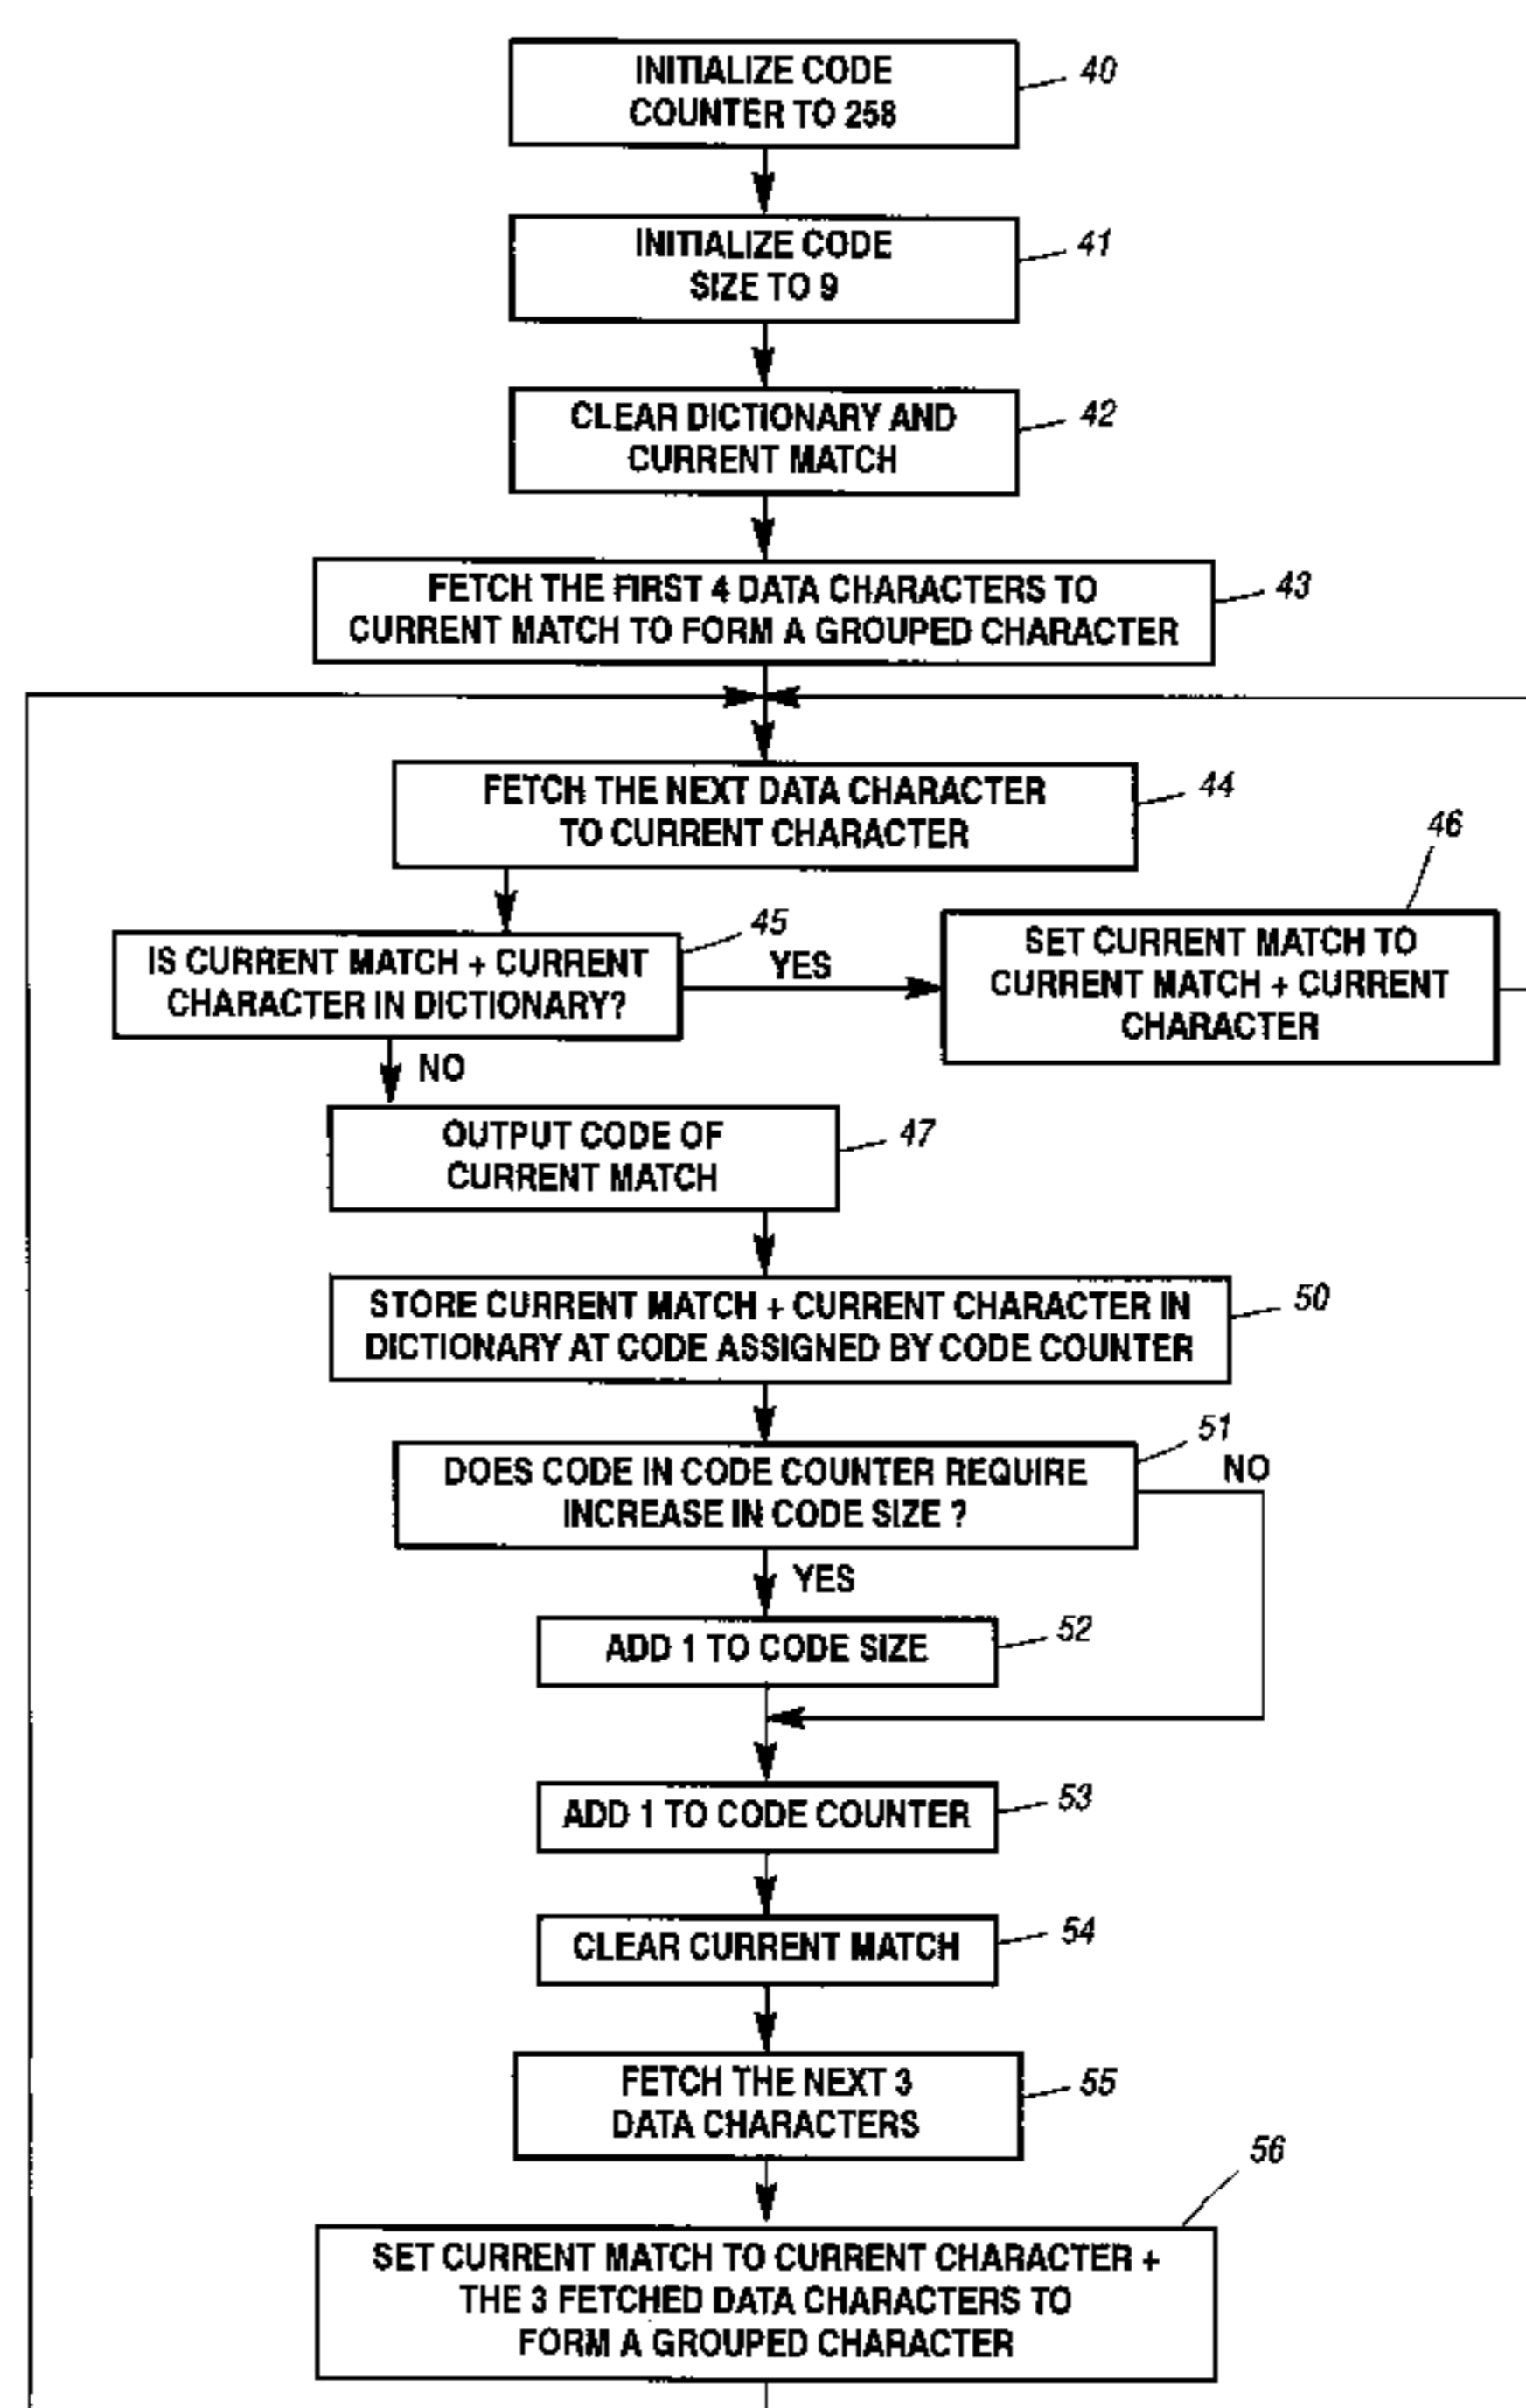 INITIALIZE CODE
COUNTER TO 258
40
INITIALIZE CODE
SIZE TO 9
41
CLEAR DICTIONARY AND
CURRENT MATCH
42
FETCH THE FIRST 4 DATA CHARACTERS TO
CURRENT MATCH TO FORM A GROUPED CHARACTER
43
FETCH THE NEXT DATA CHARACTER
TO CURRENT CHARACTER
44
IS CURRENT MATCH + CURRENT
CHARACTER IN DICTIONARY?
45
YES
46
SET CURRENT MATCH TO
CURRENT MATCH + CURRENT
CHARACTER
NO
OUTPUT CODE OF
CURRENT MATCH
47
STORE CURRENT MATCH + CURRENT CHARACTER IN
DICTIONARY AT CODE ASSIGNED BY CODE COUNTER
50
DOES CODE IN CODE COUNTER REQUIRE
INCREASE IN CODE SIZE ?
51
NO
YES
ADD 1 TO CODE SIZE
52
ADD 1 TO CODE COUNTER
53
CLEAR CURRENT MATCH
54
FETCH THE NEXT 3
DATA CHARACTERS
55
56
SET CURRENT MATCH TO CURRENT CHARACTER +
THE 3 FETCHED DATA CHARACTERS TO
FORM A GROUPED CHARACTER